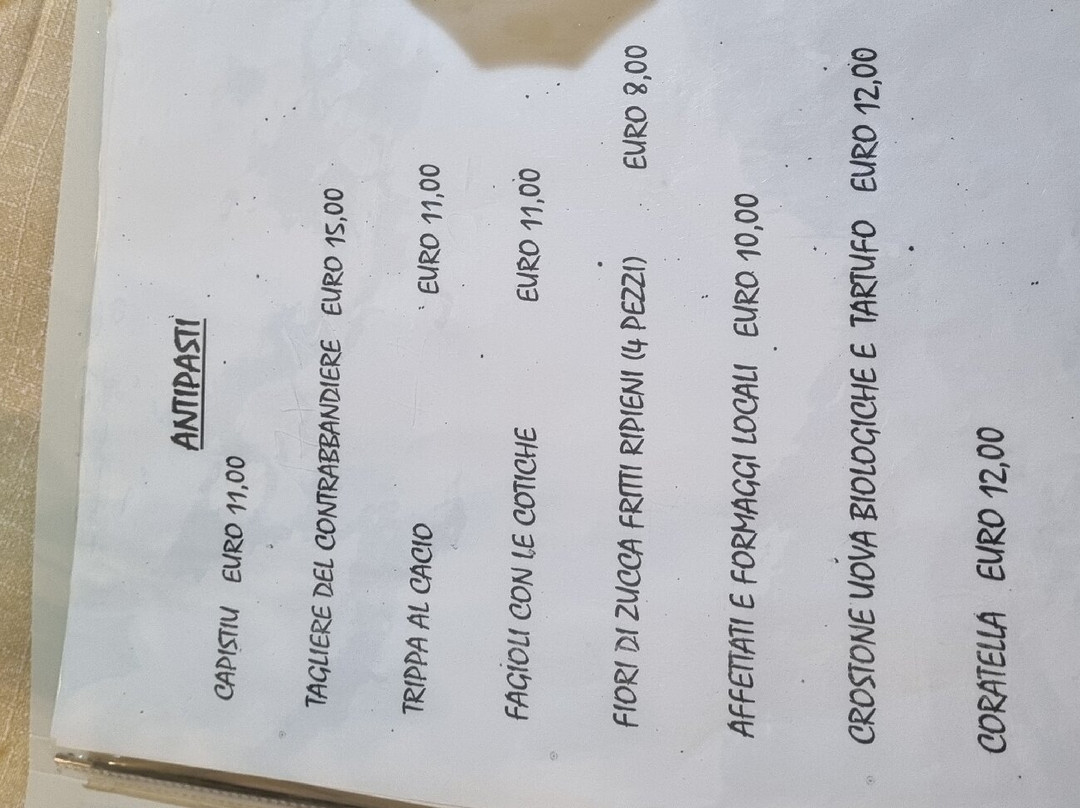 ANTIPASTI
CAPISTIU EURO 11,00
TAGLIERE DEL CONTRABBANDIERE EURO 15,00
TRIPPA AL CACIO EURO 11,00
FAGIOLI CON LE COTICHE EURO 11,00
FIORI DI ZUCCA FRITTI RIPIENI (4 PEZZI) EURO 8,00
AFFETTATI E FORMAGGI LOCALI EURO 10,00
CROSTONE UOVA BIOLOGICHE E TARTUFO EURO 12,00
CORATELLA EURO 12,00